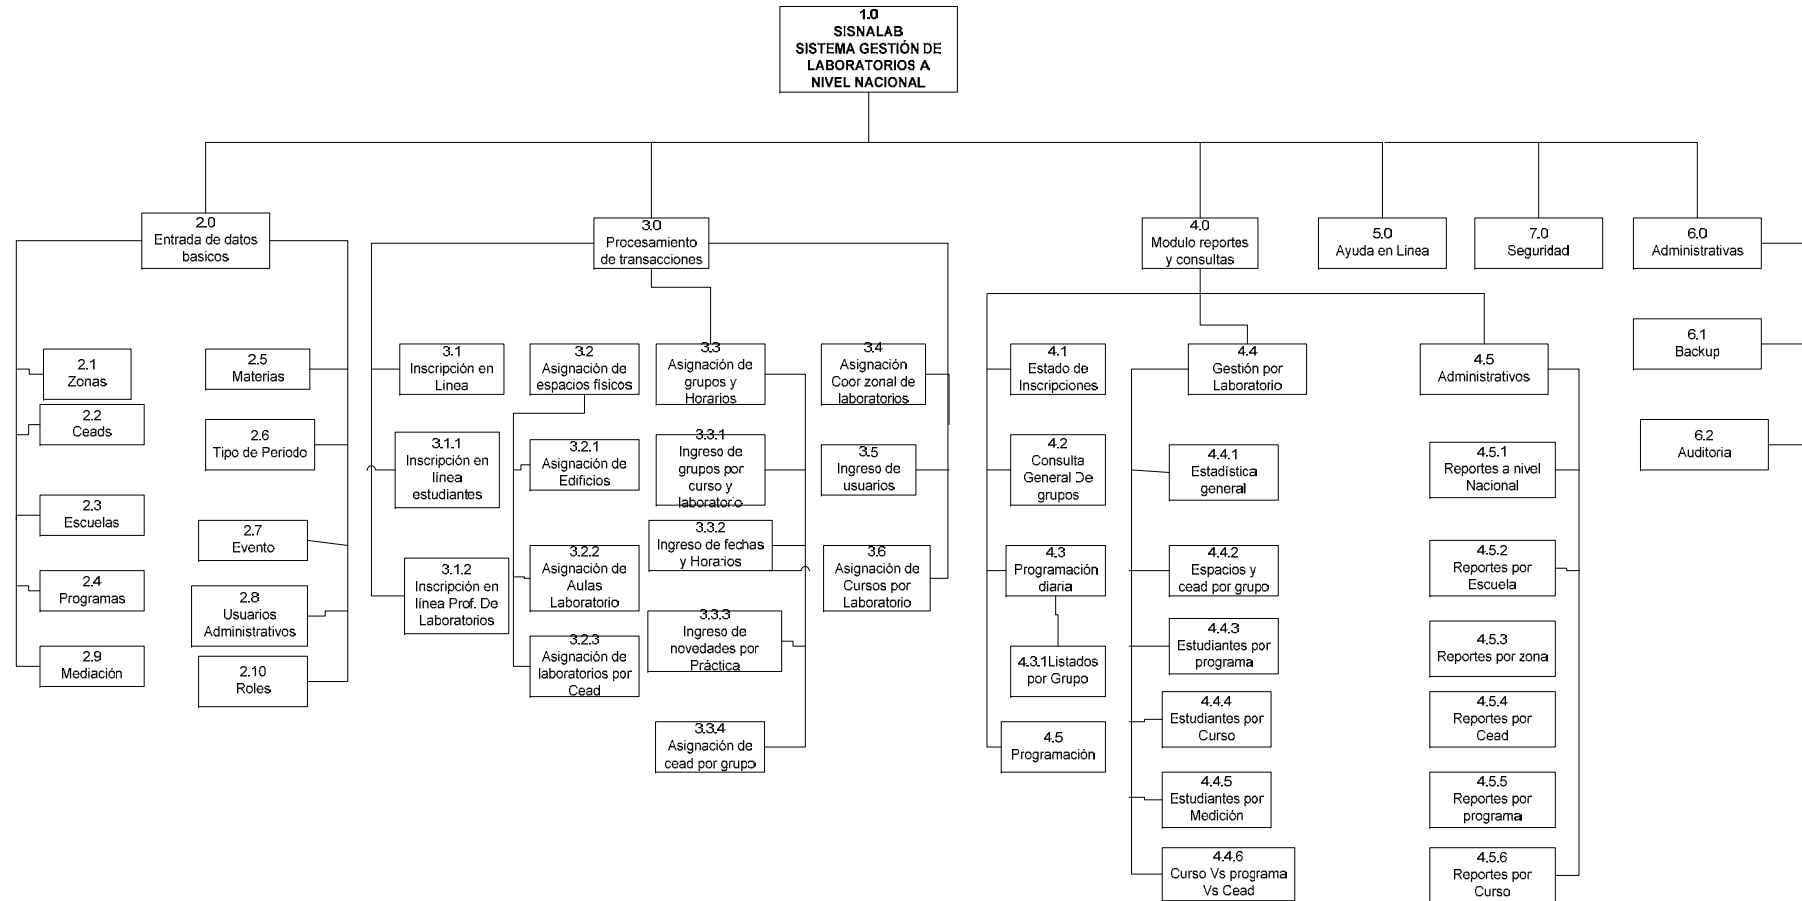 1.0
SISNALAB
SISTEMA GESTIÓN DE
LABORATORIOS A
NIVEL NACIONAL
2.0
Entrada de datos
basicos
3.0
Procesamiento
de transacciones
4.0
Modulo reportes
y consultas
5.0
Ayuda en Linea
7.0
Seguridad
6.0
Administrativas
2.1
Zonas
2.2
Ceads
2.3
Escuelas
2.4
Programas
2.9
Mediación
2.5
Materias
2.6
Tipo de Periodo
2.7
Evento
2.8
Usuarios
Administrativos
2.10
Roles
3.1
Inscripción en
Linea
3.1.1
Inscripción en
línea
estudiantes
3.1.2
Inscripción en
línea Prof. De
Laboratorios
3.2
Asignación de
espacios físicos
3.2.1
Asignación de
Edificios
3.2.2
Asignación de
Aulas
Laboratorio
3.2.3
Asignación de
laboratorios por
Cead
3.3
Asignación de
grupos y
Horarios
3.3.1
Ingreso de
grupos por
curso y
laboratorio
3.3.2
Ingreso de fechas
y Horarios
3.3.3
Ingreso de
novedades por
Práctica
3.3.4
Asignación de
cead por grupo
3.4
Asignación
Coor zonal de
laboratorios
3.5
Ingreso de
usuarios
3.6
Asignación de
Cursos por
Laboratorio
4.1
Estado de
Inscripciones
4.2
Consulta
General De
grupos
4.3
Programación
diaria
4.3.1Listados
por Grupo
4.5
Programación
4.4
Gestión por
Laboratorio
4.4.1
Estadística
general
4.4.2
Espacios y
cead por grupo
4.4.3
Estudiantes por
programa
4.4.4
Estudiantes por
Curso
4.4.5
Estudiantes por
Medición
4.4.6
Curso Vs programa
Vs Cead
4.5
Administrativos
4.5.1
Reportes a nivel
Nacional
4.5.2
Reportes por
Escuela
4.5.3
Reportes por zona
4.5.4
Reportes por
Cead
4.5.5
Reportes por
programa
4.5.6
Reportes por
Curso
6.1
Backup
6.2
Auditoria